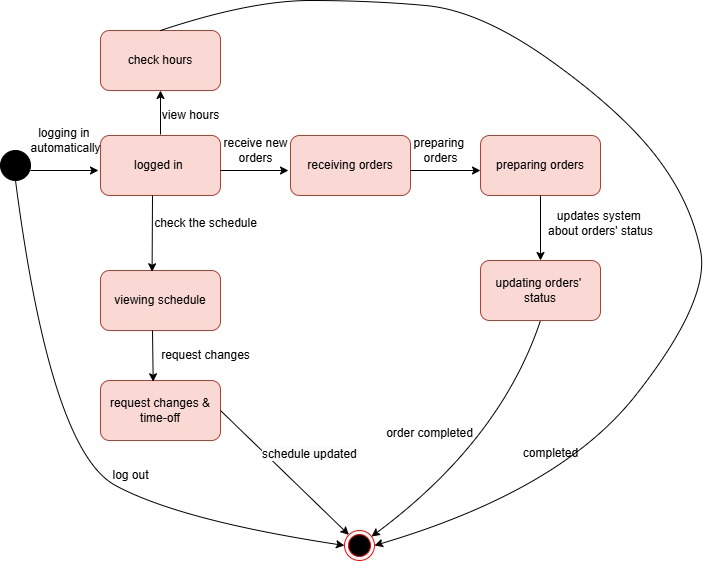 check hours
view hours
logging in
automatically
logged in
receive new
orders
receiving orders
preparing
orders
preparing orders
check the schedule
updates system
about orders' status
viewing schedule
updating orders'
status
request changes
request changes &
time-off
order completed
schedule updated
completed
log out